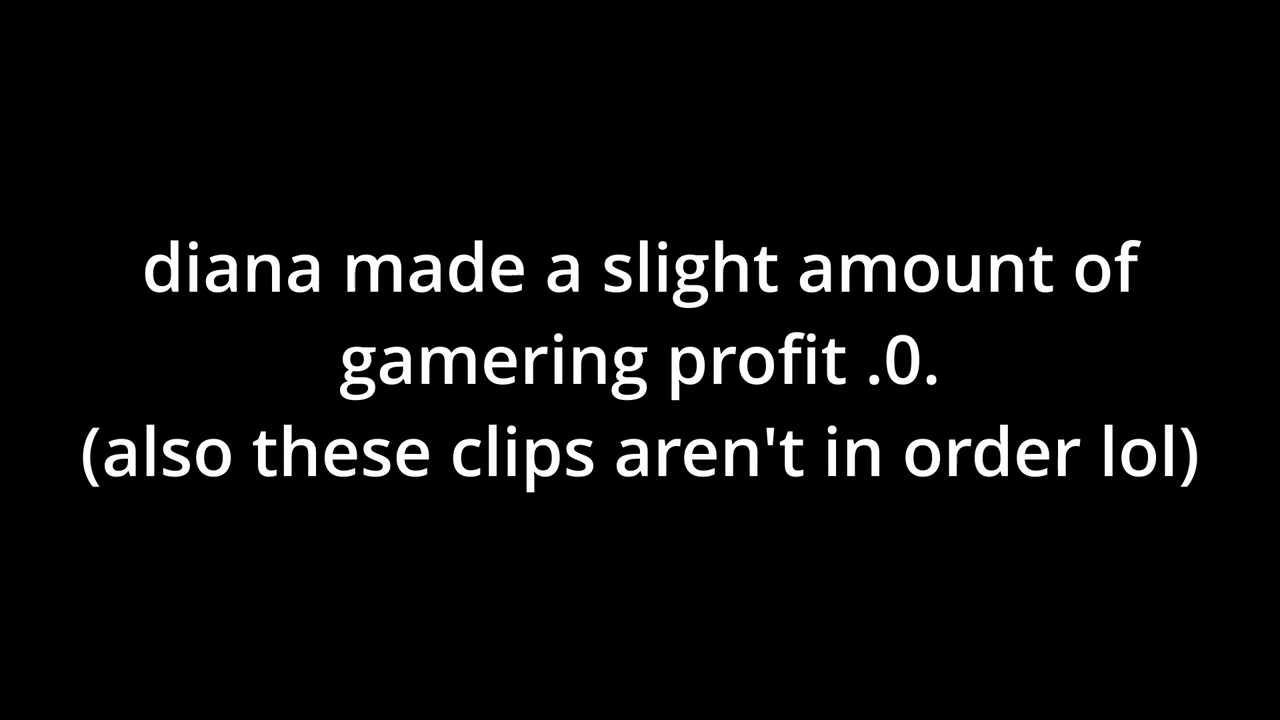 diana made a slight amount of
gamering profit .0.
(also these clips aren't in order lol)